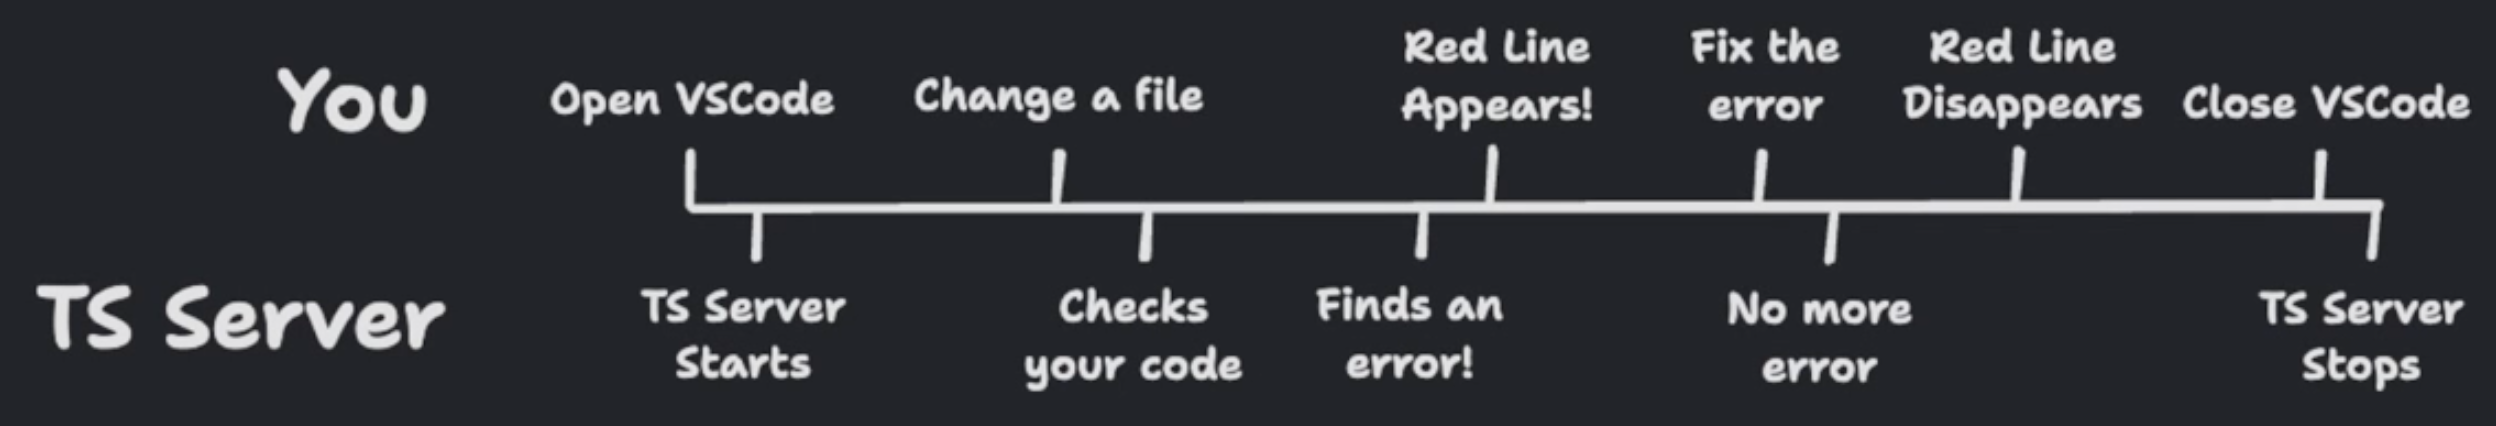 You
Open VSCode
Change a file
Red Line
Appears!
Fix the
error
Red Line
Disappears
Close VSCode
TS Server
TS Server
Starts
Checks
your code
Finds an
error!
No more
error
TS Server
Stops